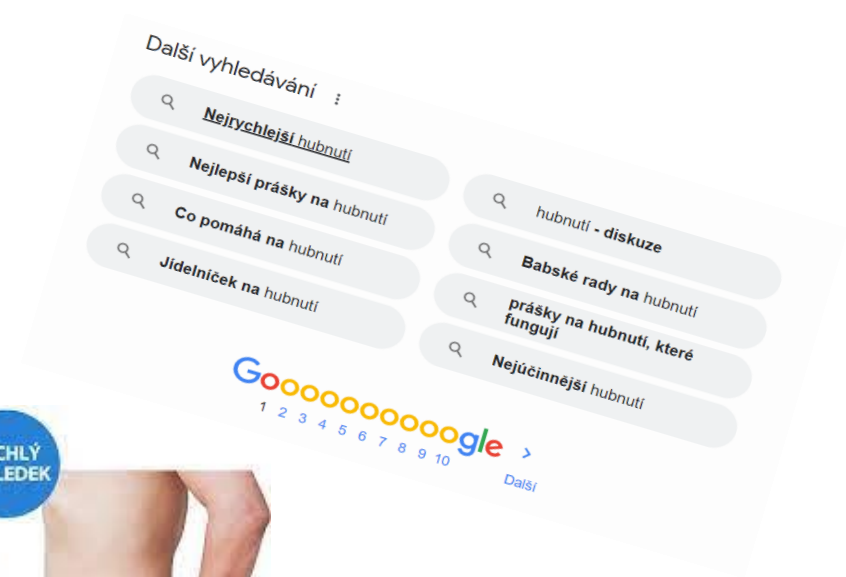 Další vyhledávání
Nejrychlejší hubnutí
Nejlepší prášky na hubnutí
Co pomáhá na hubnutí
Jídelníček na hubnutí
hubnutí - diskuze
Babské rady na hubnutí
prášky na hubnutí, které
fungují
Nejúčinnější hubnutí
Goooooooooogle
1 2 3 4 5 6 7 8 9 10
Další
CHLÝ
LEDEK